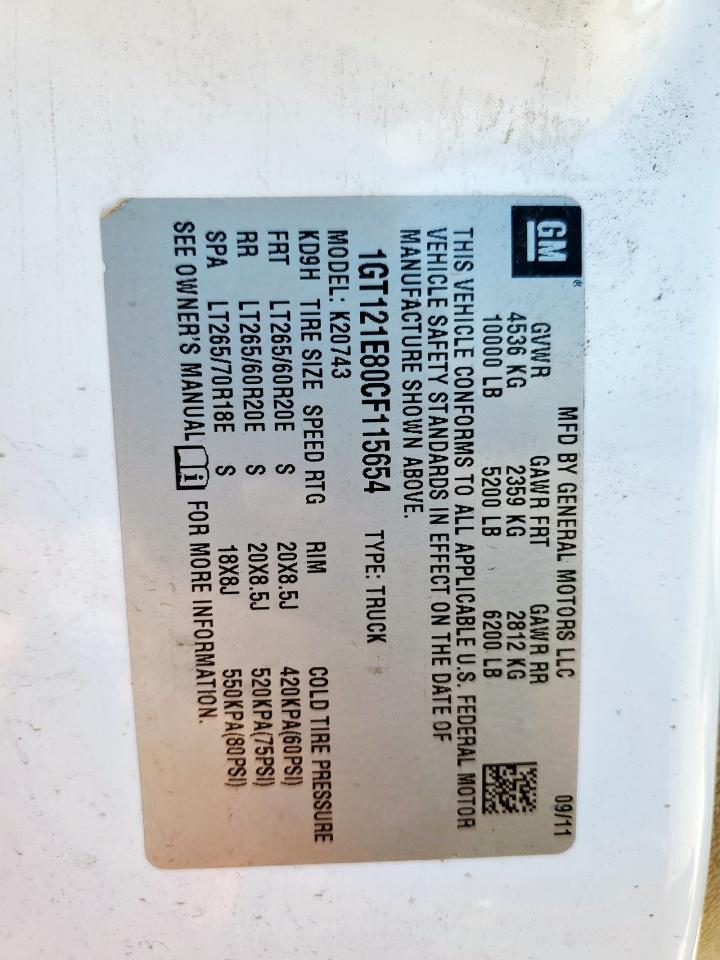 GM®
MFD BY GENERAL MOTORS LLC 09/11
GVWR GAWR FRT GAWR RR
4536 KG 2359 KG 2812 KG
10000 LB 5200 LB 6200 LB
THIS VEHICLE CONFORMS TO ALL APPLICABLE U.S. FEDERAL MOTOR
VEHICLE SAFETY STANDARDS IN EFFECT ON THE DATE OF
MANUFACTURE SHOWN ABOVE.
1GT121E80CF115654 TYPE: TRUCK
MODEL: K20743
KD9H TIRE SIZE SPEED RTG RIM COLD TIRE PRESSURE
FRT LT265/60R20E S 20X8.5J 420KPA(60PSI)
RR LT265/60R20E S 20X8.5J 520KPA(75PSI)
SPA LT265/70R18E S 18X8J 550KPA(80PSI)
SEE OWNER'S MANUAL i FOR MORE INFORMATION.